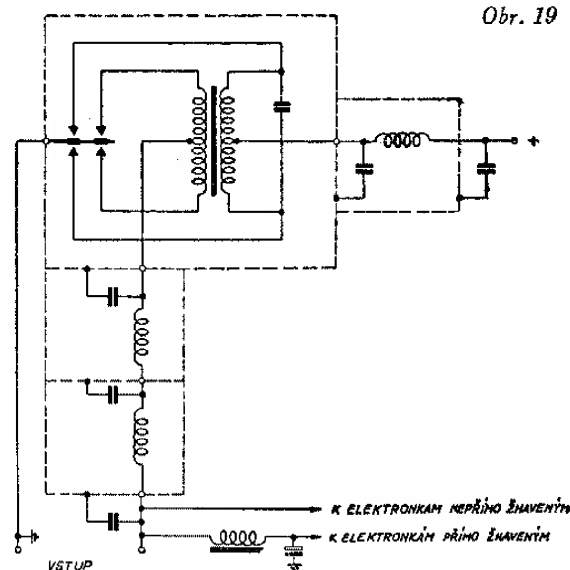 Obr. 19
+
K ELEKTRONKÁM NEPŘÍMO ŽHAVENÝM
K ELEKTRONKÁM PŘÍMO ŽHAVENÝM
VSTUP